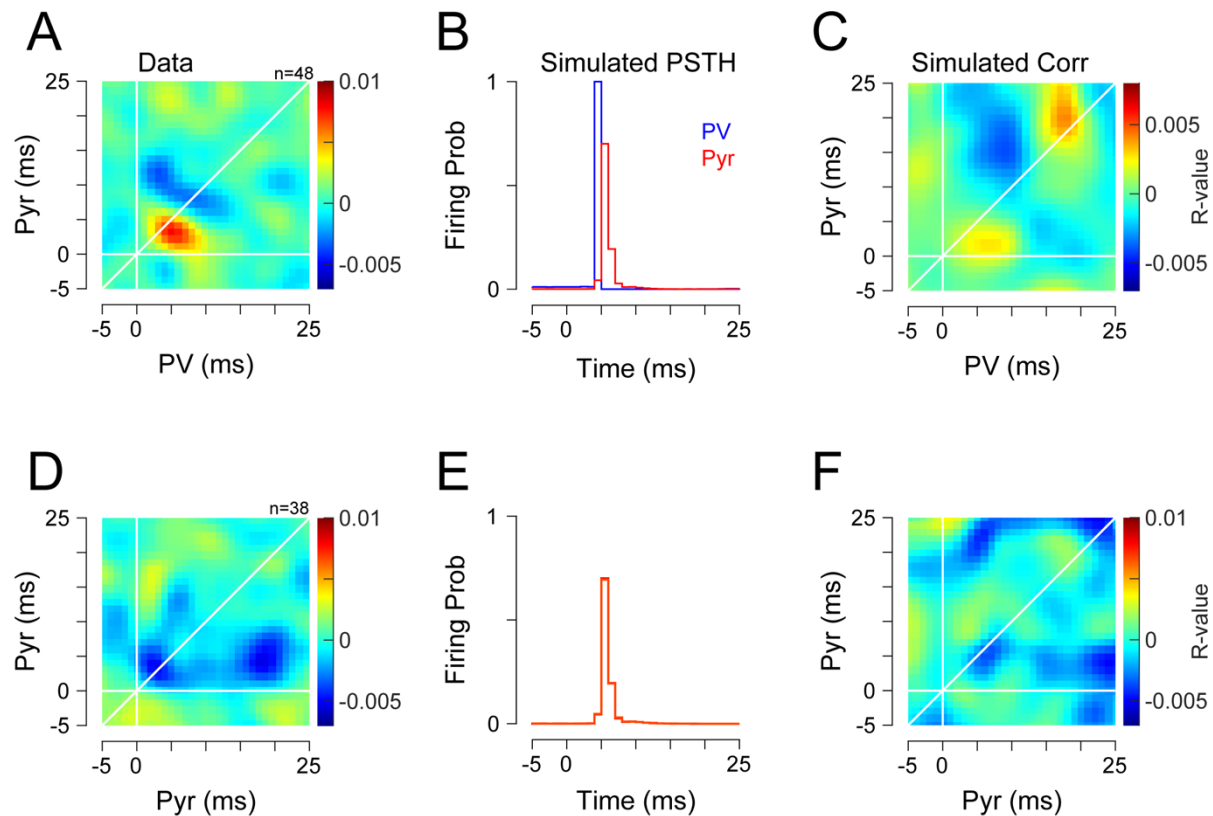 A
B
C
Data
n=48
Simulated PSTH
Simulated Corr
25
0
-5
Pyr (ms)
-5
0
25
PV (ms)
0.01
0
-0.005
1
0
Firing Prob
PV
Pyr
-5
0
25
Time (ms)
25
0
-5
Pyr (ms)
-5
0
25
PV (ms)
0.005
0
-0.005
R-value
D
E
F
n=38
25
0
-5
Pyr (ms)
-5
0
25
Pyr (ms)
0.01
0
-0.005
1
0
Firing Prob
-5
0
25
Time (ms)
25
0
-5
Pyr (ms)
-5
0
25
Pyr (ms)
0.01
0
-0.005
R-value